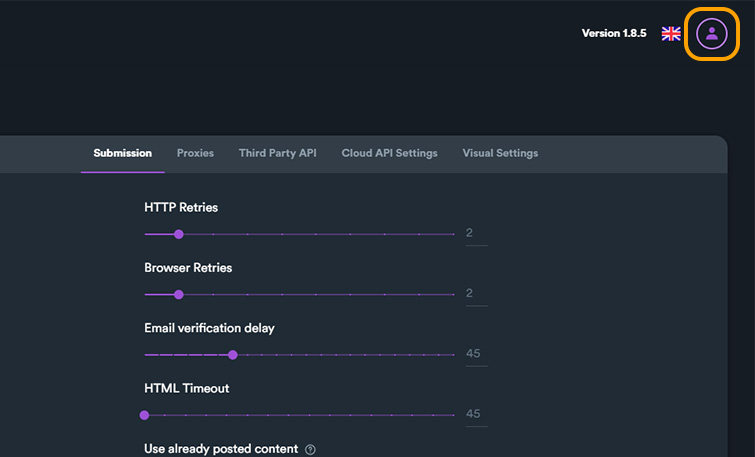 Version 1.8.5
Submission Proxies Third Party API Cloud API Settings Visual Settings
HTTP Retries
2
Browser Retries
2
Email verification delay
45
HTML Timeout
45
Use already posted content ?